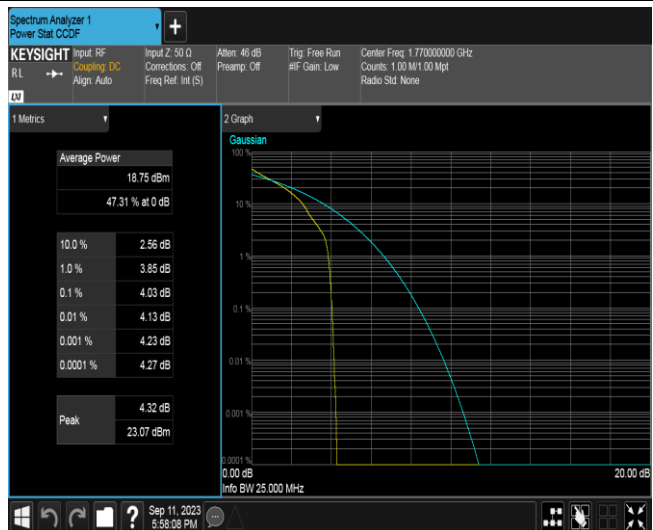 Spectrum Analyzer 1
Power Stat CCDF
+
KEYSIGHT
RL
LXI
Input: RF
Coupling: DC
Align: Auto
Input Z: 50 Ω
Corrections: Off
Freq Ref: Int (S)
Atten: 46 dB
Preamp: Off
Trig: Free Run
#IF Gain: Low
Center Freq: 1.770000000 GHz
Counts: 1.00 M/1.00 Mpt
Radio Std: None
1 Metrics
Average Power
18.75 dBm
47.31 % at 0 dB
10.0 % 2.56 dB
1.0 % 3.85 dB
0.1 % 4.03 dB
0.01 % 4.13 dB
0.001 % 4.23 dB
0.0001 % 4.27 dB
Peak
4.32 dB
23.07 dBm
2 Graph
Gaussian
100 %
10 %
1 %
0.1 %
0.01 %
0.001 %
0.0001 %
0.00 dB 20.00 dB
Info BW 25.000 MHz
?
Sep 11, 2023
5:58:08 PM